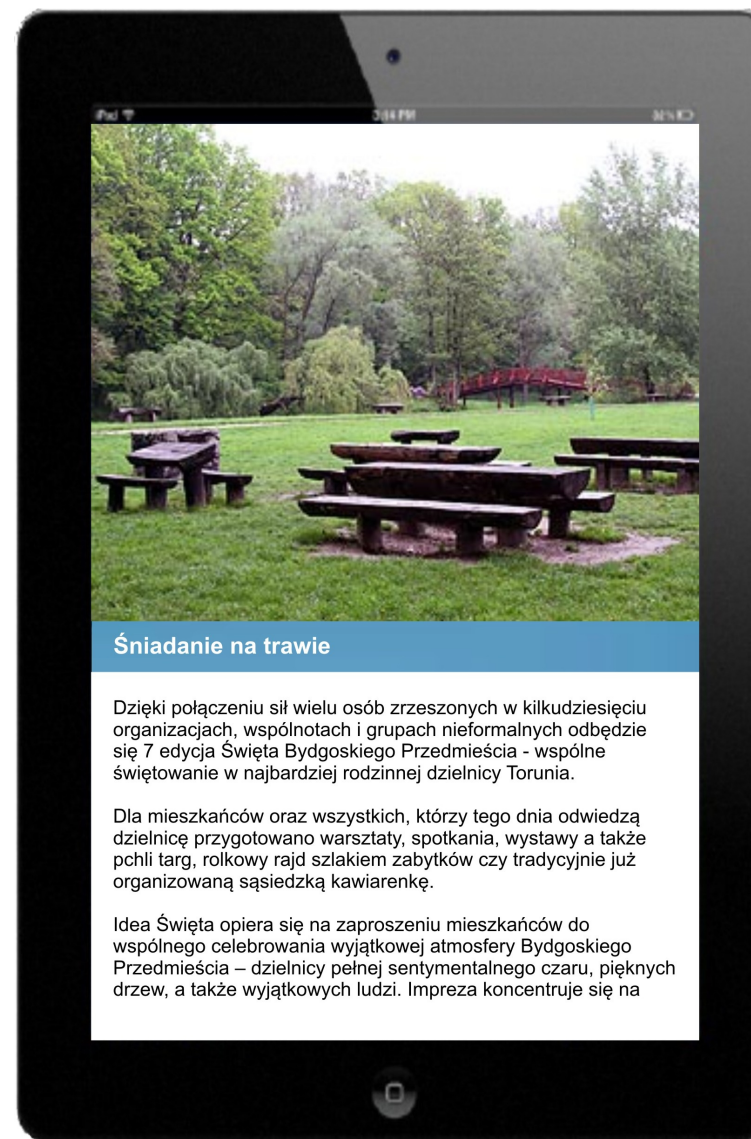 iPad
3:14 PM
Śniadanie na trawie
Dzięki połączeniu sił wielu osób zrzeszonych w kilkudziesięciu
organizacjach, wspólnotach i grupach nieformalnych odbędzie
się 7 edycja Święta Bydgoskiego Przedmieścia - wspólne
świętowanie w najbardziej rodzinnej dzielnicy Torunia.
Dla mieszkańców oraz wszystkich, którzy tego dnia odwiedzą
dzielnicę przygotowano warsztaty, spotkania, wystawy a także
pchli targ, rolkowy rajd szlakiem zabytków czy tradycyjnie już
organizowaną sąsiedzką kawiarenkę.
Idea Święta opiera się na zaproszeniu mieszkańców do
wspólnego celebrowania wyjątkowej atmosfery Bydgoskiego
Przedmieścia – dzielnicy pełnej sentymentalnego czaru, pięknych
drzew, a także wyjątkowych ludzi. Impreza koncentruje się na